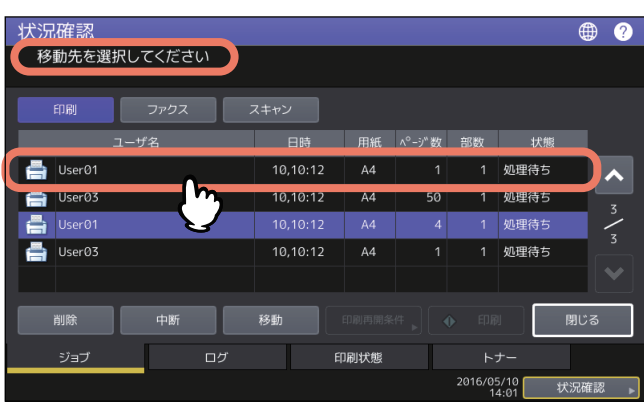 状況確認
移動先を選択してください
印刷 ファクス スキャン
ユーザ名 日時 用紙 ﾍﾟｰｼﾞ数 部数 状態
User01 10,10:12 A4 1 1 処理待ち
User03 10,10:12 A4 50 1 処理待ち
User01 10,10:12 A4 4 1 処理待ち
User03 10,10:12 A4 1 1 処理待ち
3
3
削除 中断 移動 印刷再開条件 印刷 閉じる
ジョブ ログ 印刷状態 トナー
2016/05/10
14:01
状況確認